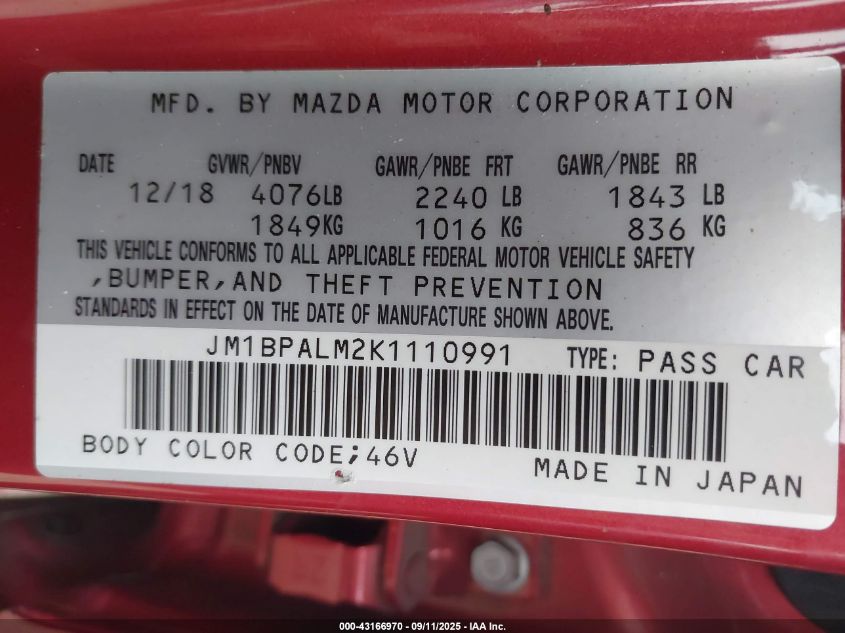 MFD. BY MAZDA MOTOR CORPORATION
DATE GVWR/PNBV GAWR/PNBE FRT GAWR/PNBE RR
12/18 4076LB 2240 LB 1843 LB
1849KG 1016 KG 836 KG
THIS VEHICLE CONFORMS TO ALL APPLICABLE FEDERAL MOTOR VEHICLE SAFETY
,BUMPER,AND THEFT PREVENTION
STANDARDS IN EFFECT ON THE DATE OF MANUFACTURE SHOWN ABOVE.
JM1BPALM2K1110991 TYPE: PASS CAR
BODY COLOR CODE;46V
MADE IN JAPAN
000-43166970 - 09/11/2025 - IAA Inc.